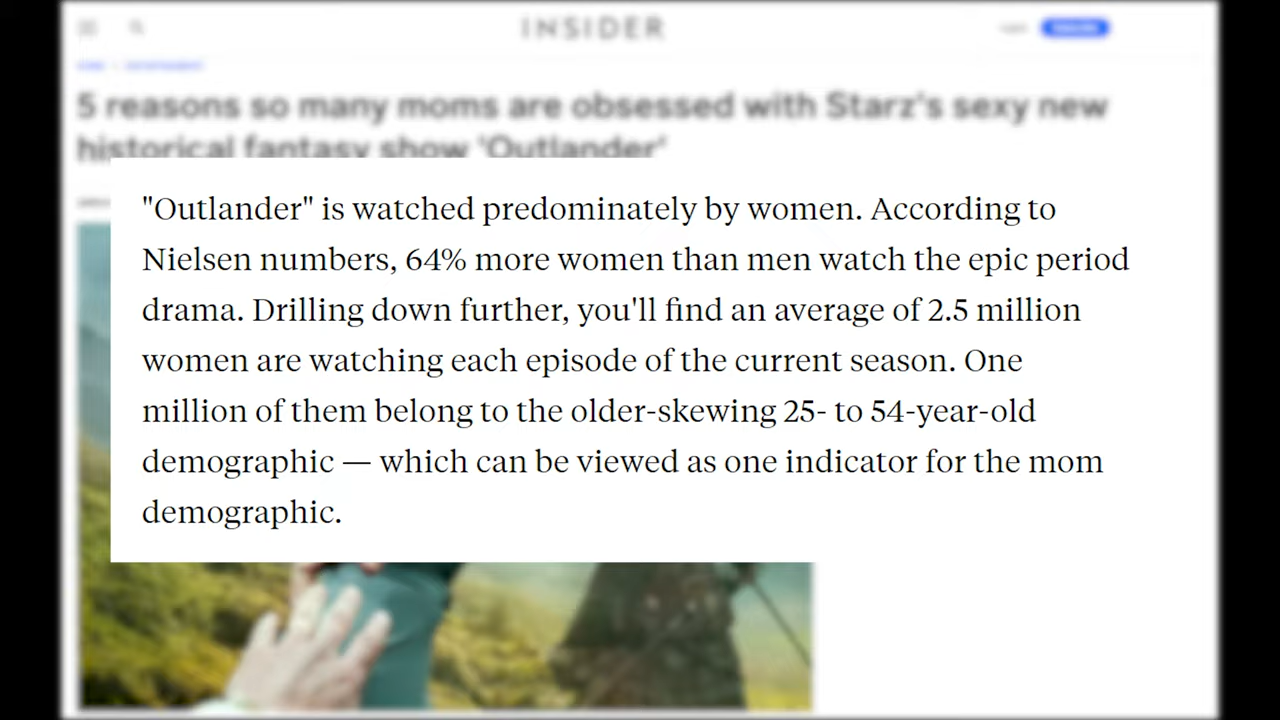 INSIDER
5 reasons so many moms are obsessed with Starz's sexy new
historical fantasy show 'Outlander'
"Outlander" is watched predominately by women. According to
Nielsen numbers, 64% more women than men watch the epic period
drama. Drilling down further, you'll find an average of 2.5 million
women are watching each episode of the current season. One
million of them belong to the older-skewing 25- to 54-year-old
demographic — which can be viewed as one indicator for the mom
demographic.